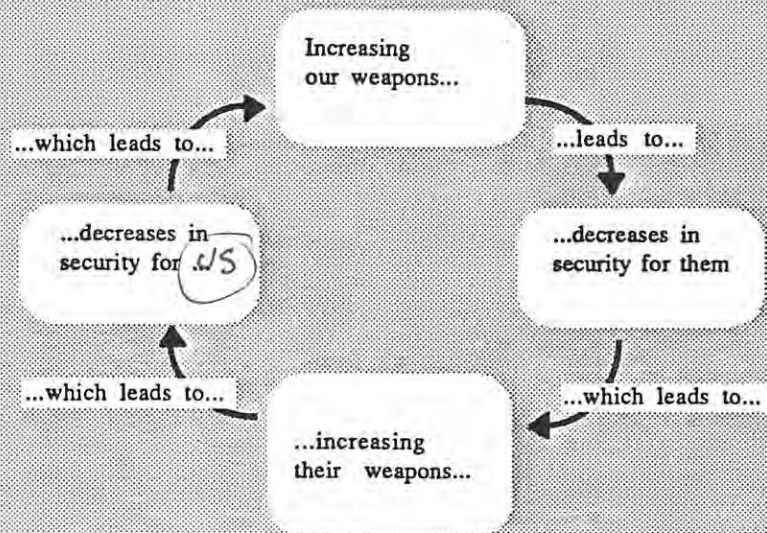 Increasing
our weapons...
...leads to...
...decreases in
security for them
...which leads to...
...increasing
their weapons...
...which leads to...
...decreases in
security for us
...which leads to...